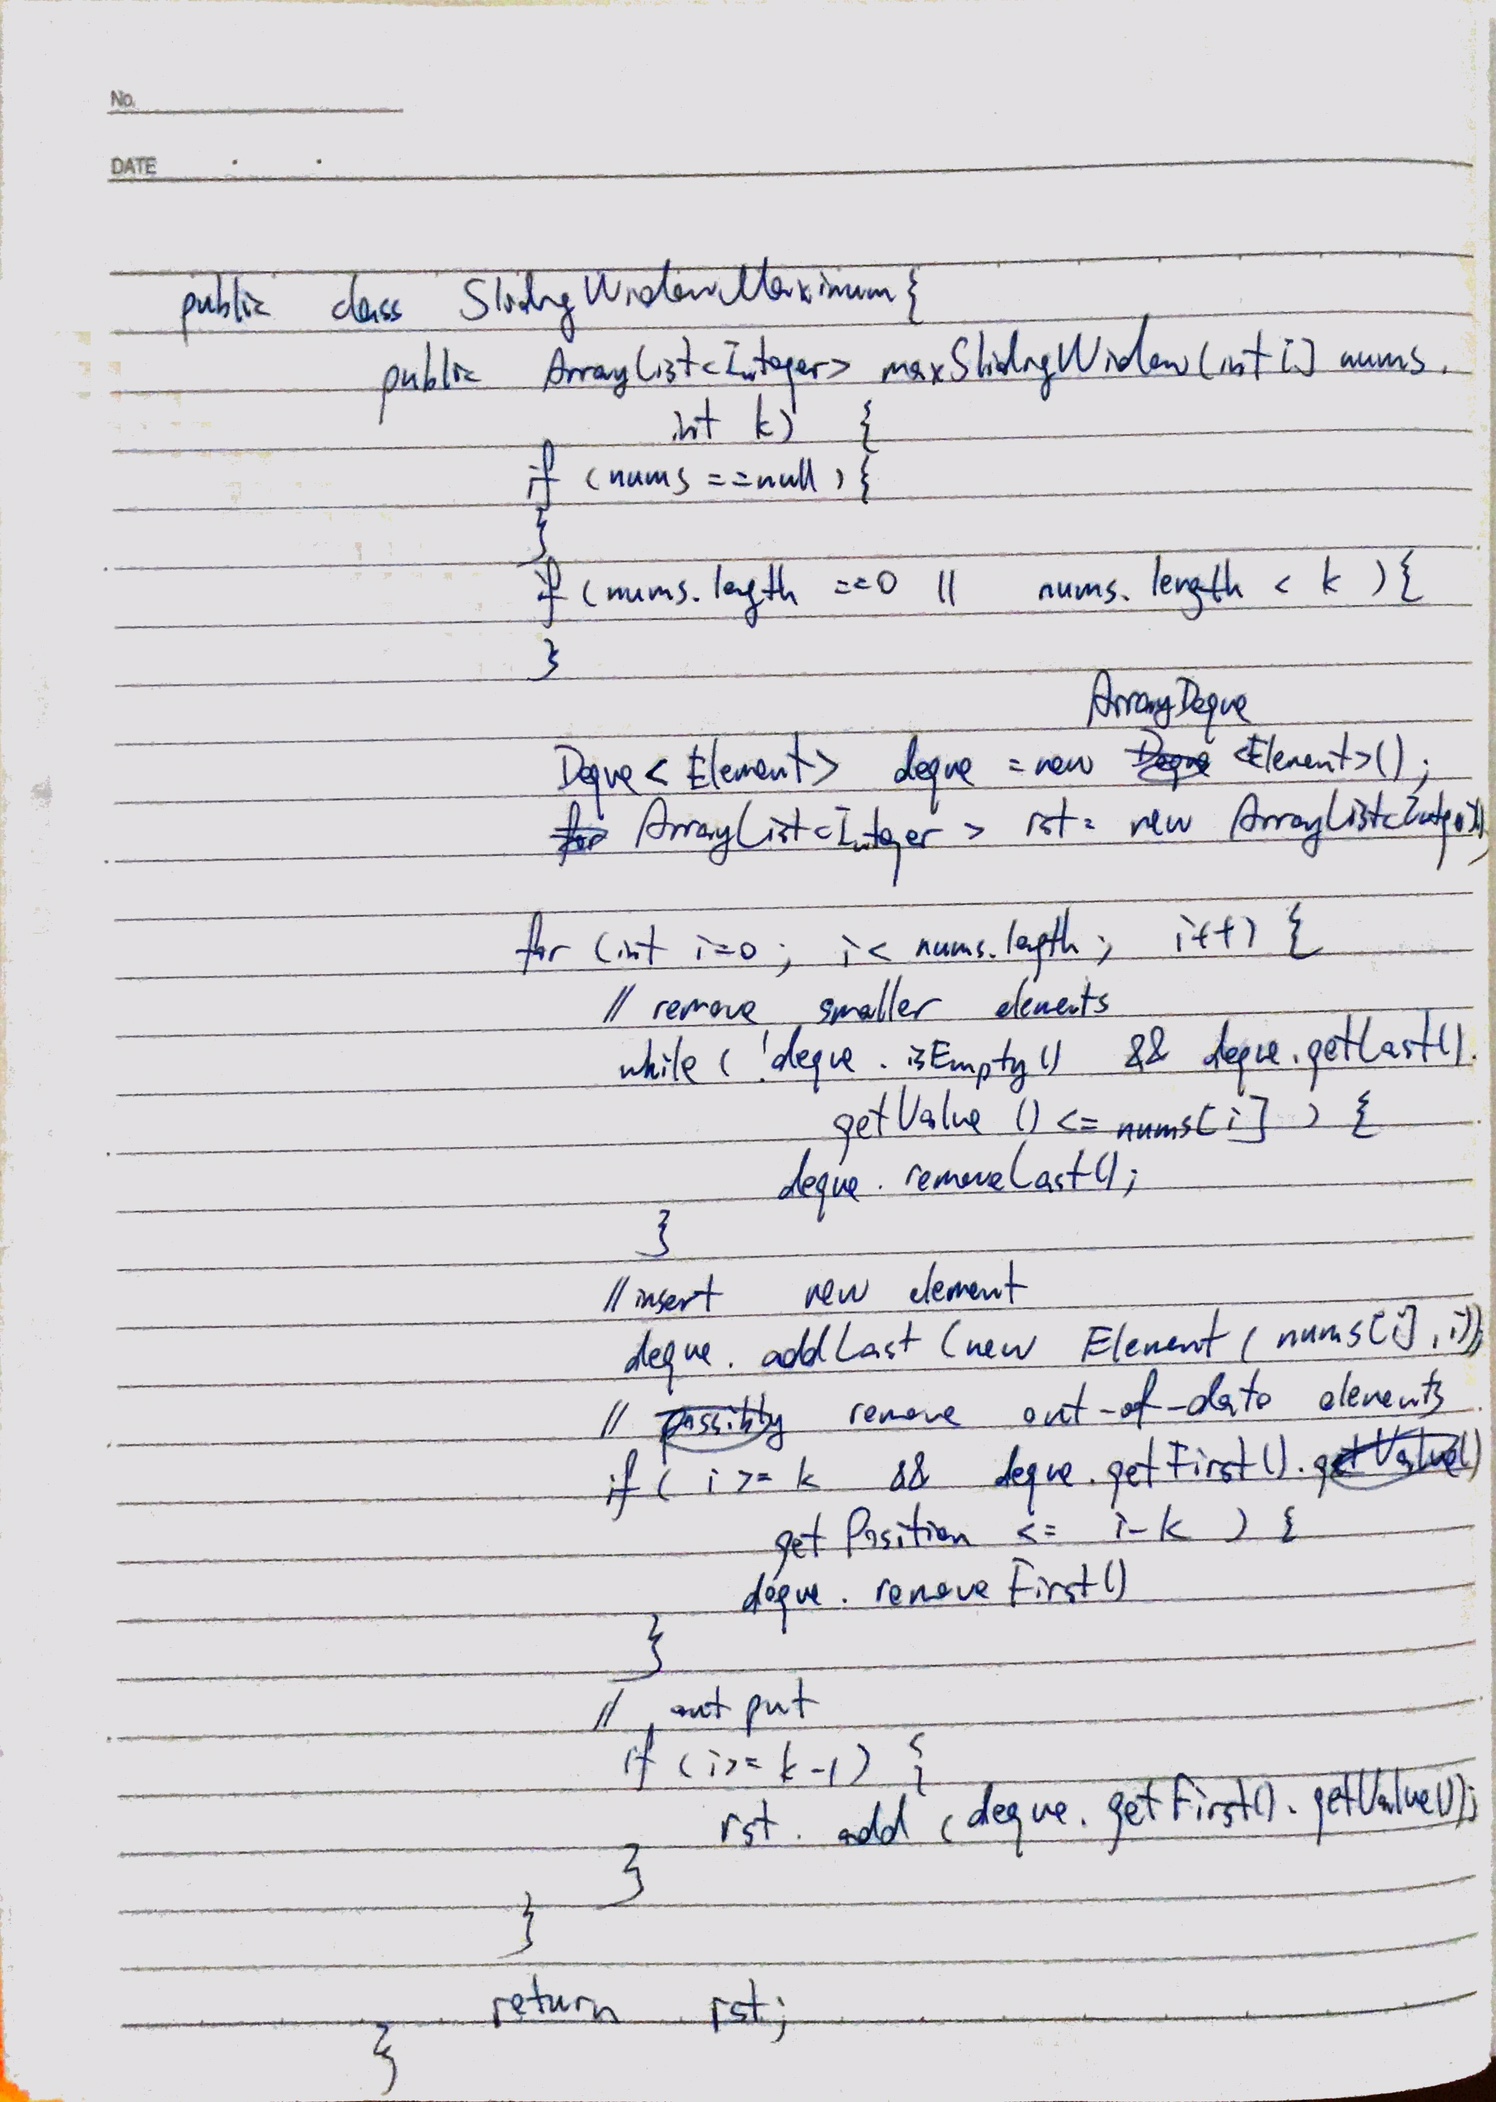 No.
DATE
public class SlidingWindowMaximum {
public ArrayList<Integer> maxSlidingWindow(int[] nums,
int k) {
if (nums == null) {
}
if (nums.length == 0 || nums.length < k) {
}
ArrayDeque
Deque<Element> deque = new Deque <Element>();
for ArrayList<Integer> rst = new ArrayList<Integer>();
for (int i=0; i< nums.length; i++) {
// remove smaller elements
while ( !deque . isEmpty() && deque.getLast().
getValue () <= nums[i] ) {
deque . removeLast();
}
// insert new element
deque . addLast (new Element ( nums[i], i));
// possibly remove out-of-date elements
if ( i >= k && deque.getFirst().getValue()
getPosition <= i-k ) {
deque . removeFirst()
}
// output
if (i>= k-1) {
rst . add (deque.getFirst().getValue());
}
}
return rst;
}